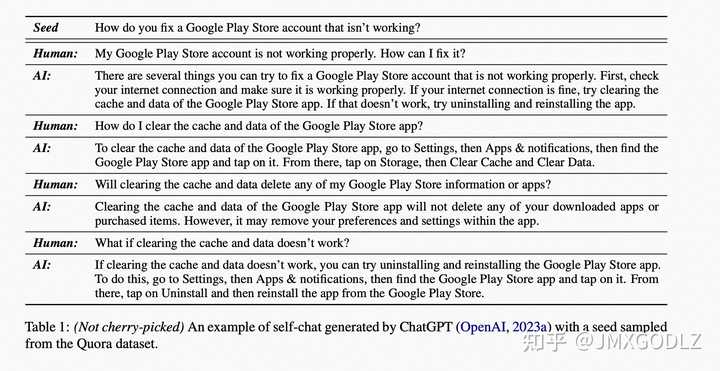 Seed How do you fix a Google Play Store account that isn't working?
Human: My Google Play Store account is not working properly. How can I fix it?
AI: There are several things you can try to fix a Google Play Store account that is not working properly. First, check
your internet connection and make sure it is working properly. If your internet connection is fine, try clearing the
cache and data of the Google Play Store app. If that doesn't work, try uninstalling and reinstalling the app.
Human: How do I clear the cache and data of the Google Play Store app?
AI: To clear the cache and data of the Google Play Store app, go to Settings, then Apps & notifications, then find the
Google Play Store app and tap on it. From there, tap on Storage, then Clear Cache and Clear Data.
Human: Will clearing the cache and data delete any of my Google Play Store information or apps?
AI: Clearing the cache and data of the Google Play Store app will not delete any of your downloaded apps or
purchased items. However, it may remove your preferences and settings within the app.
Human: What if clearing the cache and data doesn't work?
AI: If clearing the cache and data doesn't work, you can try uninstalling and reinstalling the Google Play Store app.
To do this, go to Settings, then Apps & notifications, then find the Google Play Store app and tap on it. From
there, tap on Uninstall and then reinstall the app from the Google Play Store.
Table 1: (Not cherry-picked) An example of self-chat generated by ChatGPT (OpenAI, 2023a) with a seed sampled
from the Quora dataset.
知乎 @JMXGODLZ